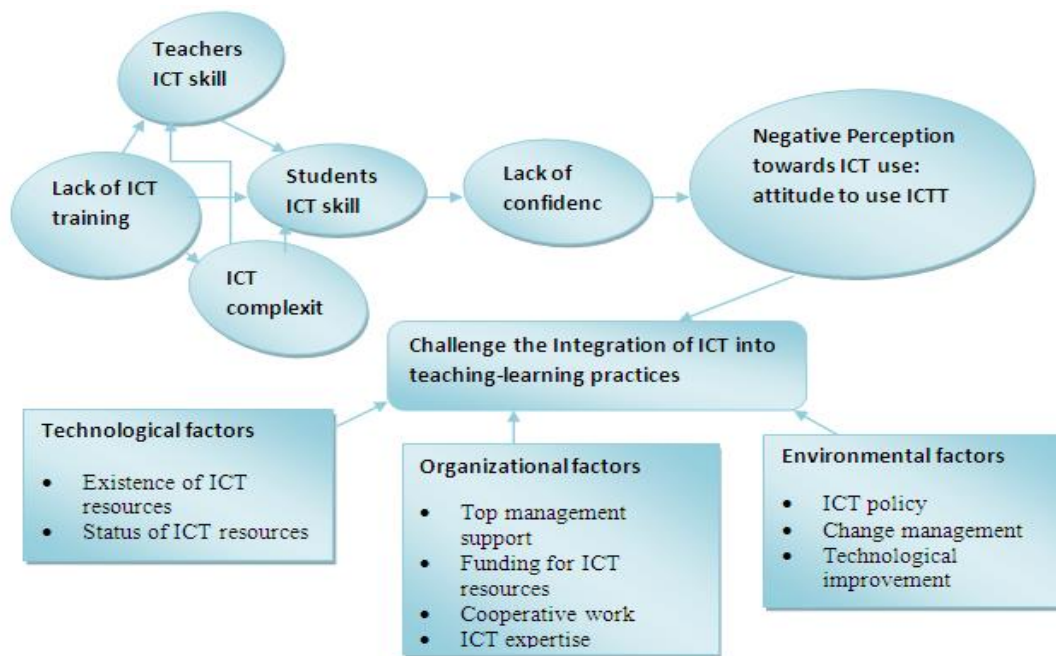 Teachers
ICT skill
Lack of ICT
training
Students
ICT skill
Lack of
confidenc
Negative Perception
towards ICT use:
attitude to use ICTT
ICT
complexit
Challenge the Integration of ICT into
teaching-learning practices
Technological factors
• Existence of ICT
resources
• Status of ICT resources
Organizational factors
• Top management
support
• Funding for ICT
resources
• Cooperative work
• ICT expertise
Environmental factors
• ICT policy
• Change management
• Technological
improvement